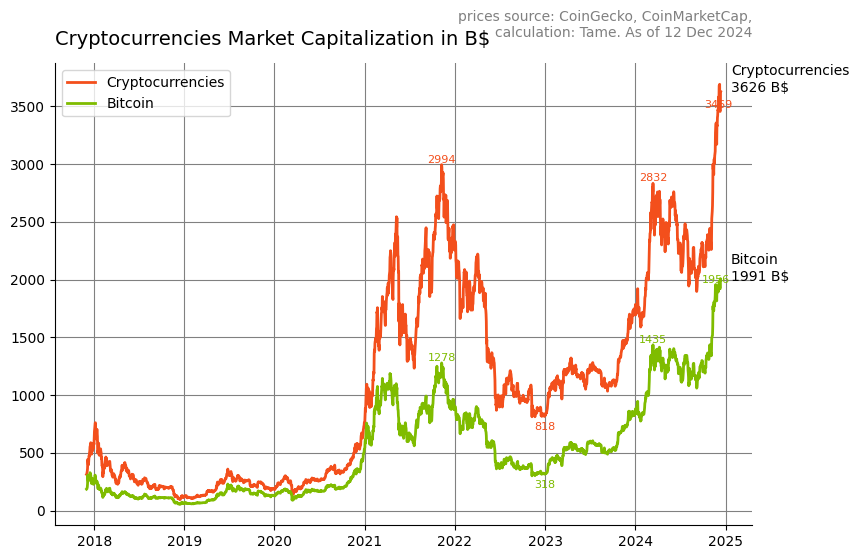 prices source: CoinGecko, CoinMarketCap,
calculation: Tame. As of 12 Dec 2024
Cryptocurrencies Market Capitalization in B$
Cryptocurrencies
Bitcoin
Cryptocurrencies
3626 B$
Bitcoin
1991 B$
3459
2994
2832
1956
1435
1278
818
318
3500
3000
2500
2000
1500
1000
500
0
2018
2019
2020
2021
2022
2023
2024
2025